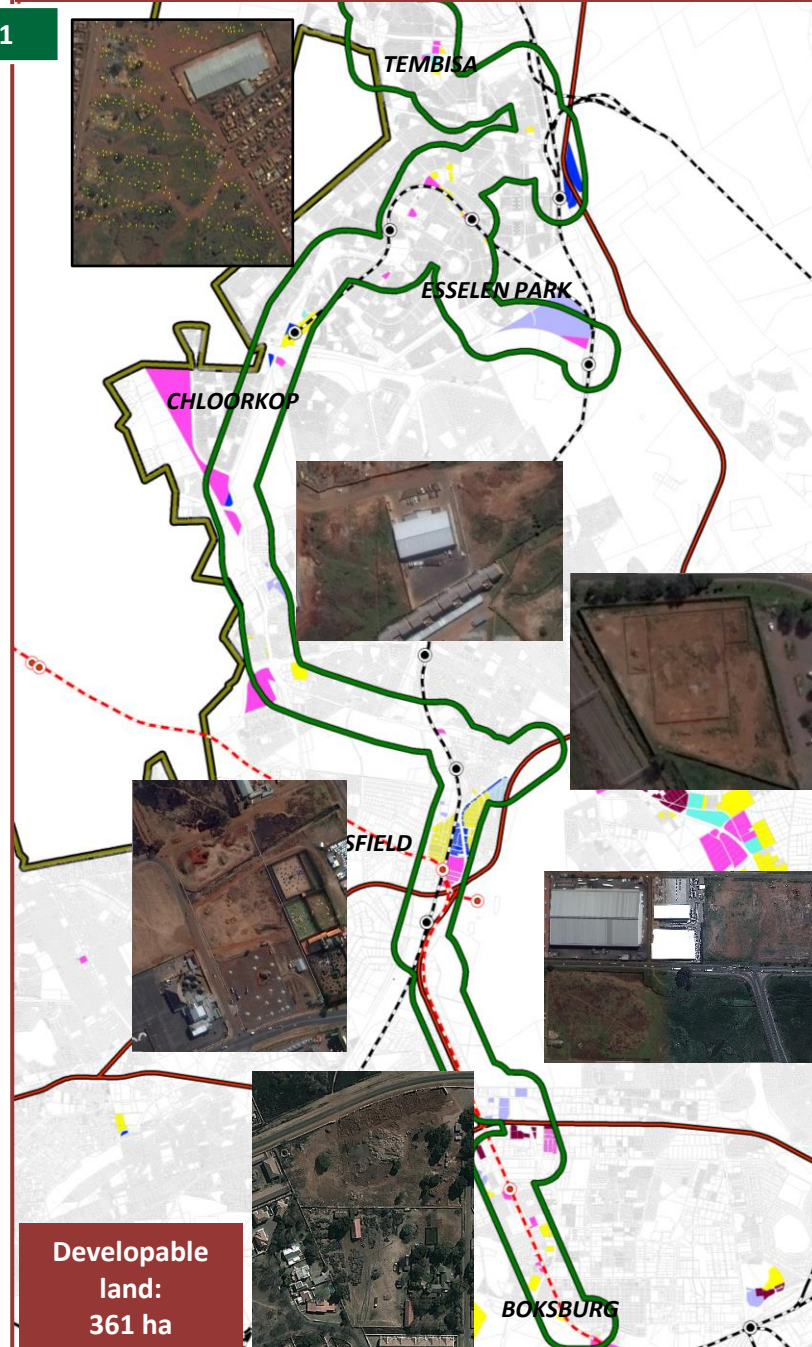 1
TEMBISA
ESSELEN PARK
CHLOORKOP
SFIELD
BOKSBURG
Developable
land:
361 ha